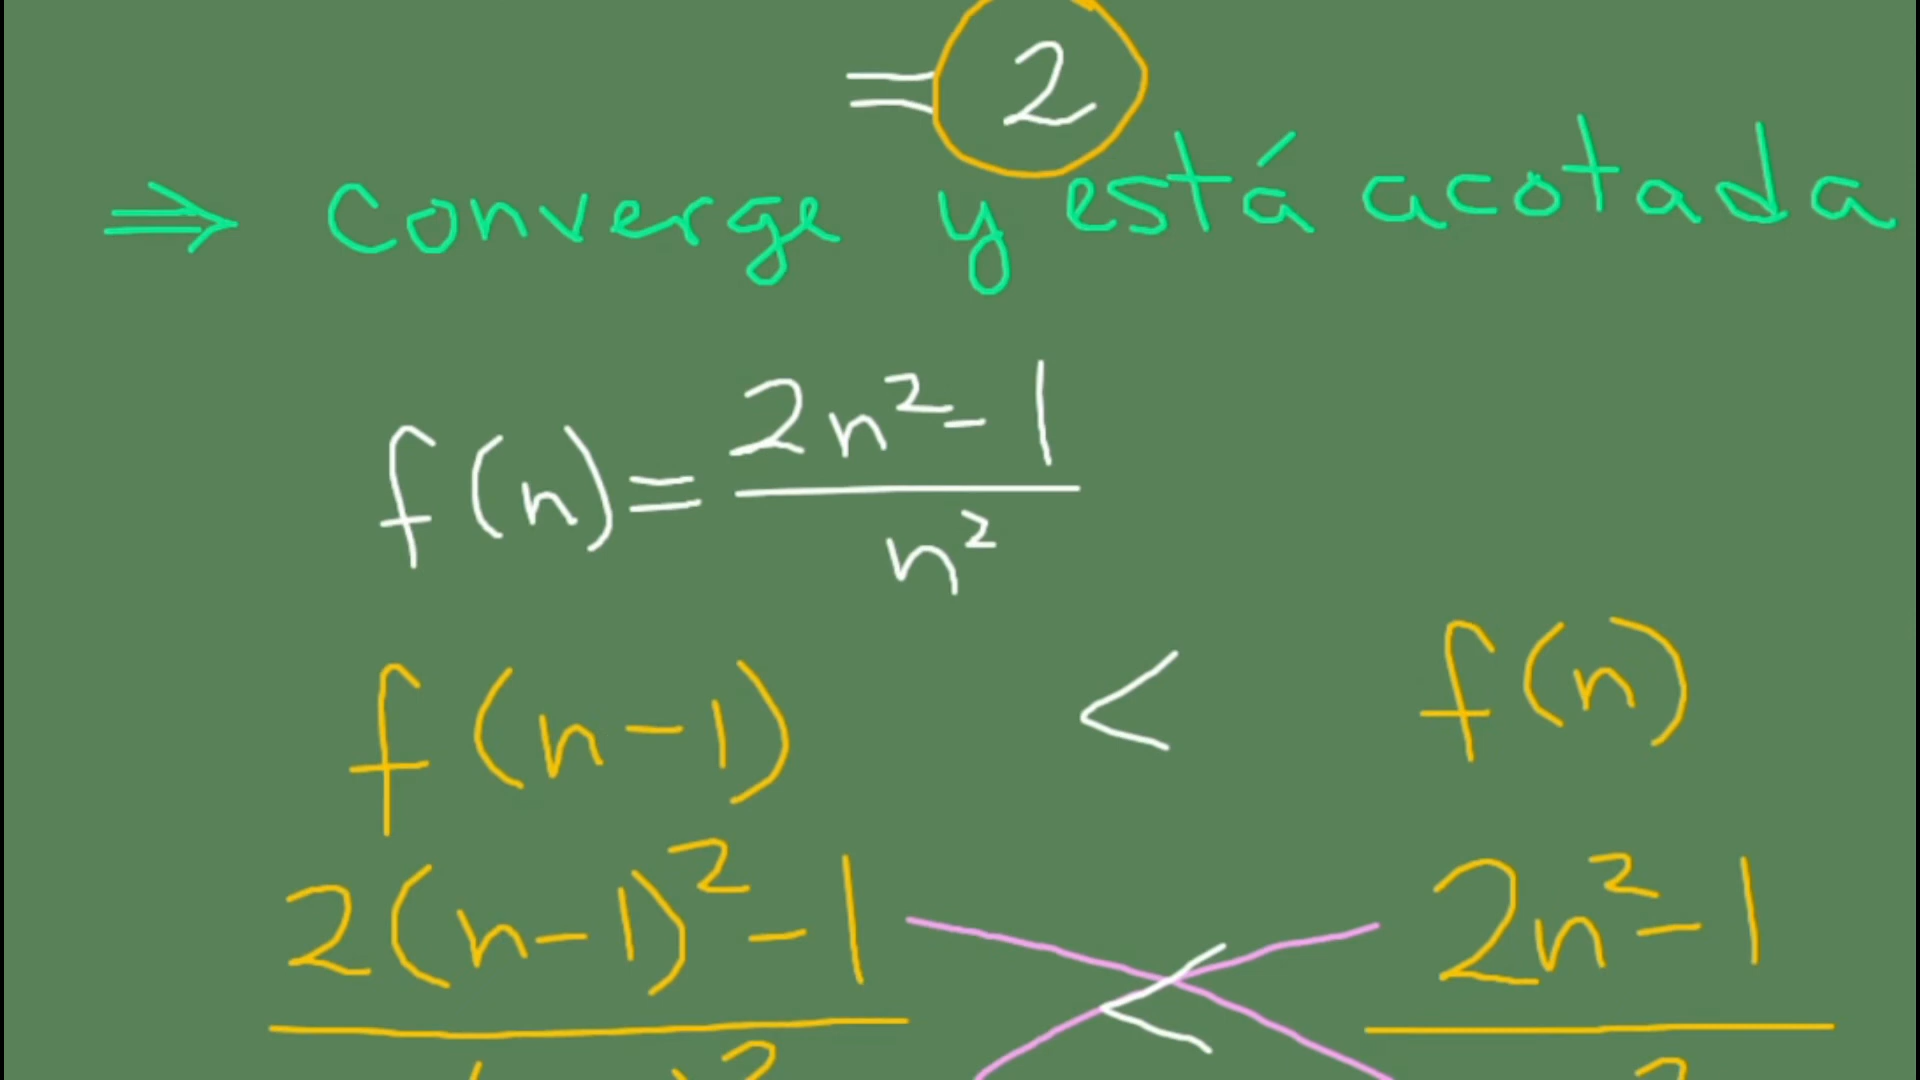 = 2
⇒ converge y está acotada
f(n) = (2n² - 1) / n²
f(n-1) < f(n)
2(n-1)² - 1 < 2n² - 1